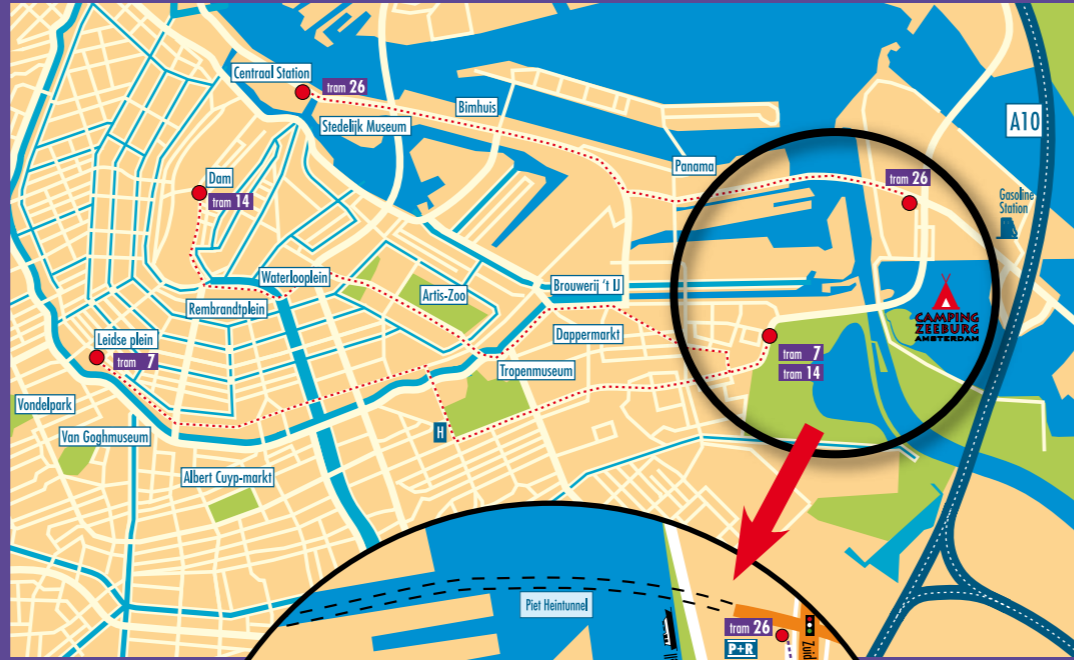 Centraal Station
tram 26
Bimhuis
Stedelijk Museum
A10
Panama
tram 26
Dam
tram 14
Gasoline
Station
Waterlooplein
Artis-Zoo
Brouwerij 't IJ
Rembrandtplein
CAMPING
ZEEBURG
AMSTERDAM
Dappermarkt
Leidse plein
tram 7
tram 7
tram 14
Tropenmuseum
Vondelpark
H
Van Goghmuseum
Albert Cuyp-markt
Piet Heintunnel
tram 26
P+R
Zuid